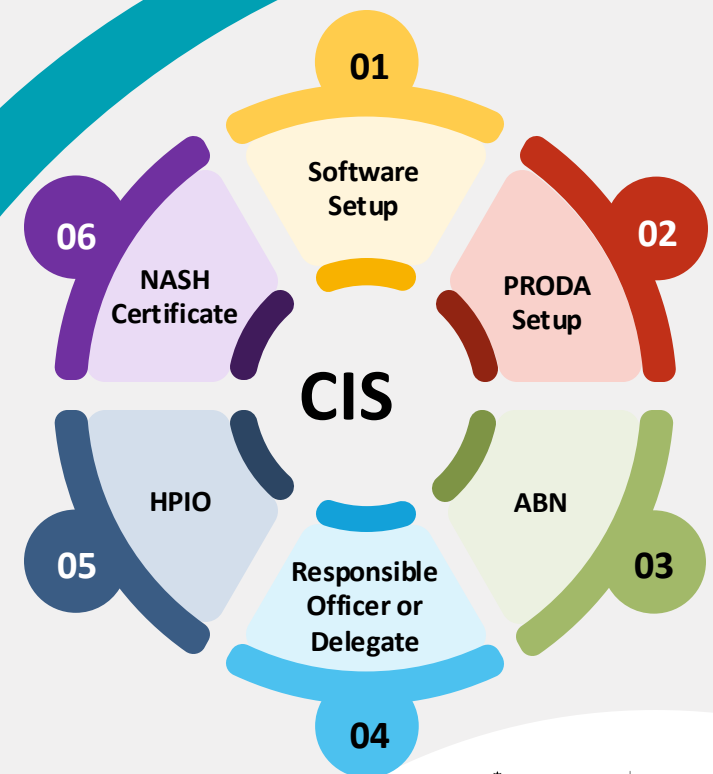 01
Software
Setup
02
PRODA
Setup
03
ABN
04
Responsible
Officer or
Delegate
05
HPIO
06
NASH
Certificate
CIS